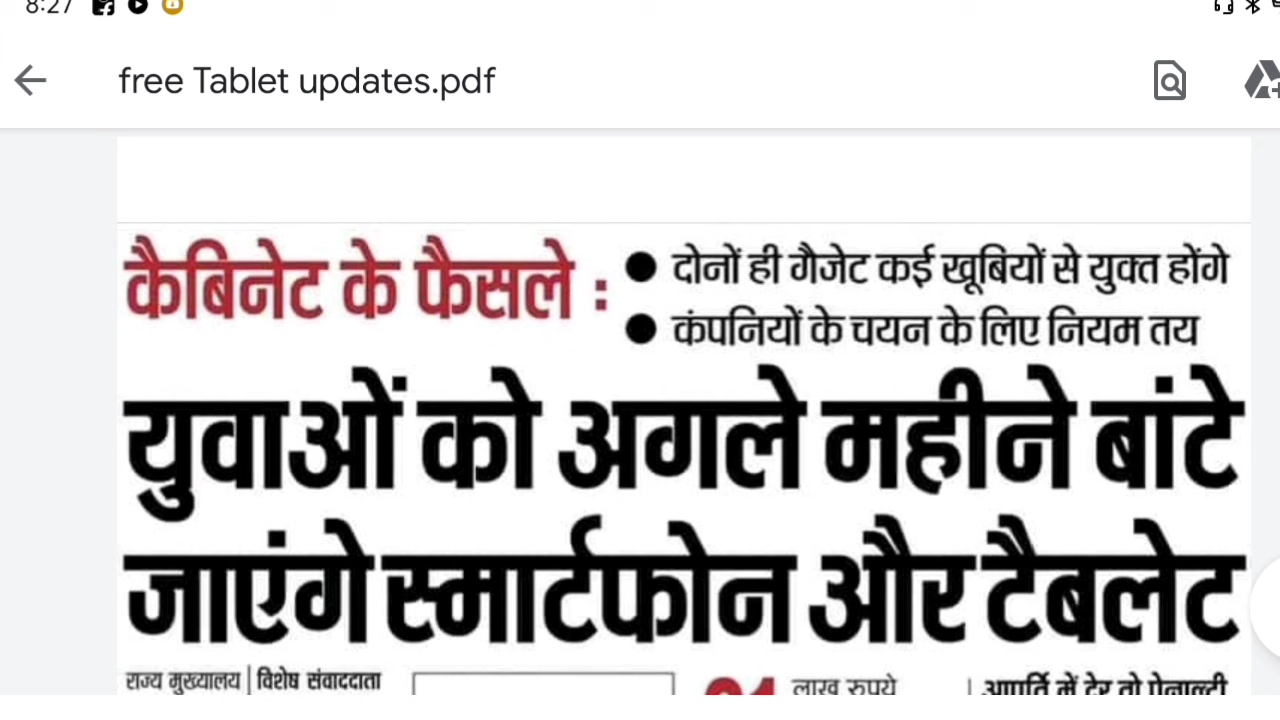 8:27
free Tablet updates.pdf
कैबिनेट के फैसले :
● दोनों ही गैजेट कई खूबियों से युक्त होंगे
● कंपनियों के चयन के लिए नियम तय
युवाओं को अगले महीने बांटे
जाएंगे स्मार्टफोन और टैबलेट
राज्य मुख्यालय | विशेष संवाददाता
लाख रुपये
आपूर्ति में देर तो पेनाल्टी